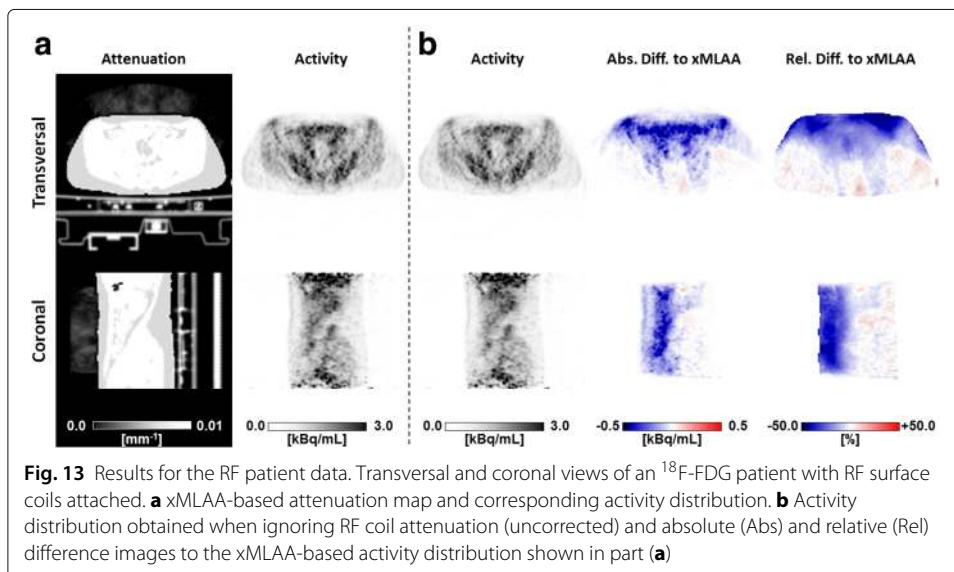 a
b
Attenuation
Activity
Activity
Abs. Diff. to xMLAA
Rel. Diff. to xMLAA
Transversal
Coronal
0.0 0.01
[mm⁻¹]
0.0 3.0
[kBq/mL]
0.0 3.0
[kBq/mL]
-0.5 0.5
[kBq/mL]
-50.0 +50.0
[%]
Fig. 13 Results for the RF patient data. Transversal and coronal views of an ¹⁸F-FDG patient with RF surface
coils attached. a xMLAA-based attenuation map and corresponding activity distribution. b Activity
distribution obtained when ignoring RF coil attenuation (uncorrected) and absolute (Abs) and relative (Rel)
difference images to the xMLAA-based activity distribution shown in part (a)